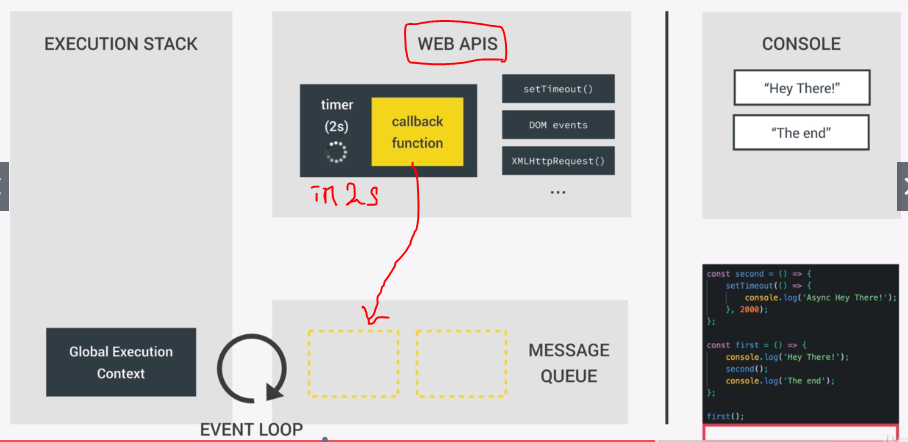 EXECUTION STACK
Global Execution
Context
EVENT LOOP
WEB APIS
timer
(2s)
callback
function
in 2s
setTimeout()
DOM events
XMLHttpRequest()
...
MESSAGE
QUEUE
CONSOLE
“Hey There!”
“The end”
const second = () => {
setTimeout(() => {
console.log('Async Hey There!');
}, 2000);
};
const first = () => {
console.log('Hey There!');
second();
console.log('The end');
};
first();